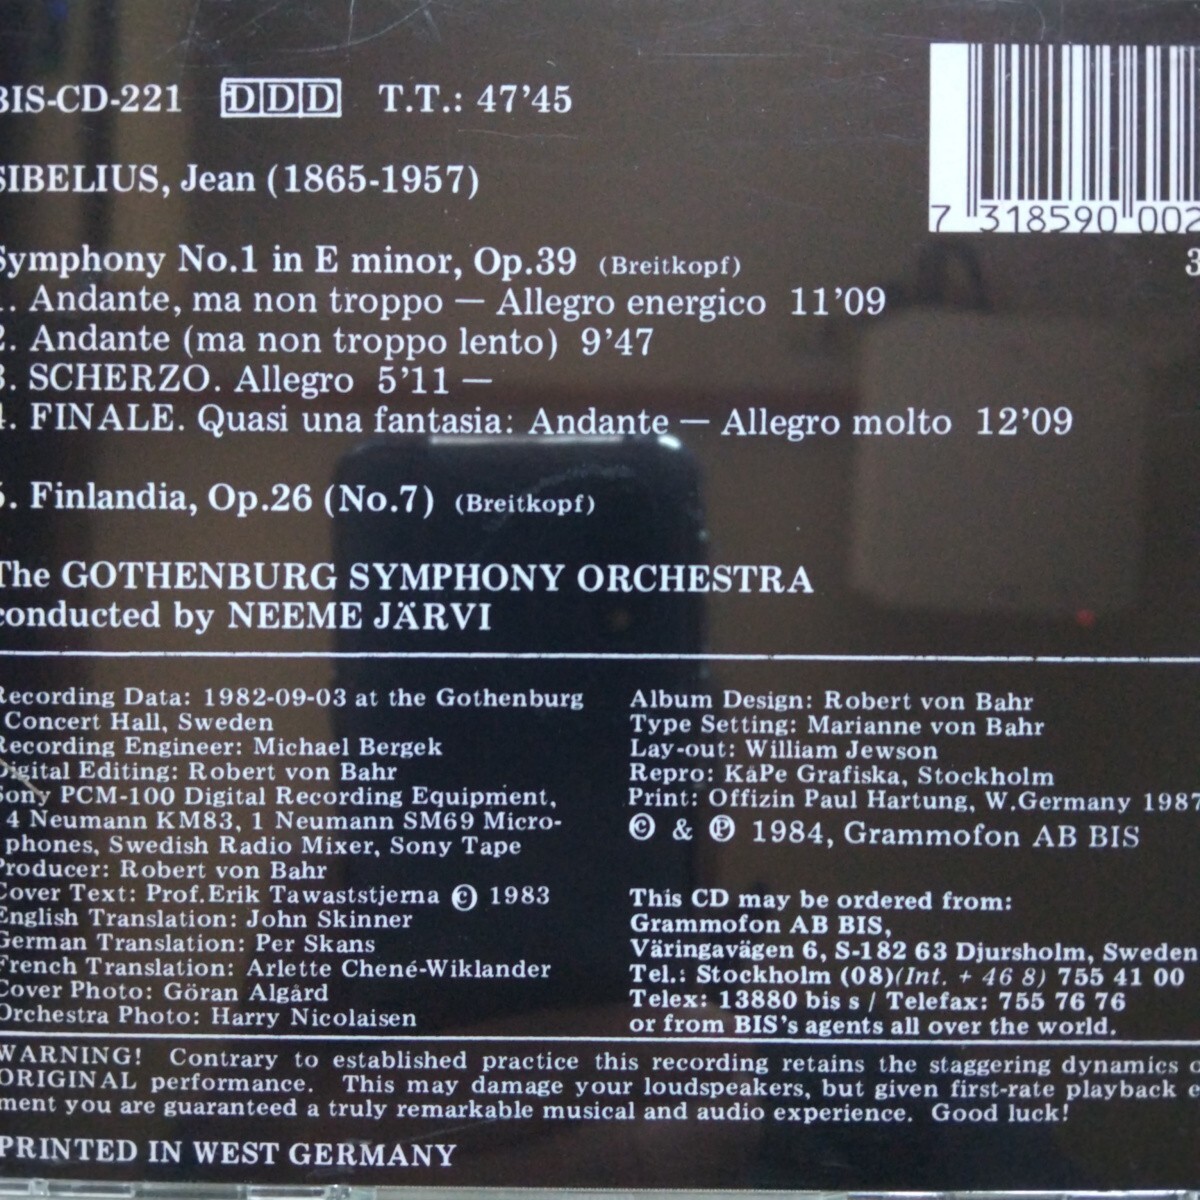 BIS-CD-221 DDD T.T.: 47'45
7 318590 002
SIBELIUS, Jean (1865-1957)
Symphony No.1 in E minor, Op.39 (Breitkopf) 3
1. Andante, ma non troppo — Allegro energico 11'09
2. Andante (ma non troppo lento) 9'47
3. SCHERZO. Allegro 5'11 —
4. FINALE. Quasi una fantasia: Andante — Allegro molto 12'09
5. Finlandia, Op.26 (No.7) (Breitkopf)
The GOTHENBURG SYMPHONY ORCHESTRA
conducted by NEEME JÄRVI
Recording Data: 1982-09-03 at the Gothenburg
Concert Hall, Sweden
Recording Engineer: Michael Bergek
Digital Editing: Robert von Bahr
Sony PCM-100 Digital Recording Equipment,
4 Neumann KM83, 1 Neumann SM69 Micro-
phones, Swedish Radio Mixer, Sony Tape
Producer: Robert von Bahr
Cover Text: Prof.Erik Tawaststjerna © 1983
English Translation: John Skinner
German Translation: Per Skans
French Translation: Arlette Chené-Wiklander
Cover Photo: Göran Algård
Orchestra Photo: Harry Nicolaisen
Album Design: Robert von Bahr
Type Setting: Marianne von Bahr
Lay-out: William Jewson
Repro: KåPe Grafiska, Stockholm
Print: Offizin Paul Hartung, W.Germany 1987
© & ℗ 1984, Grammofon AB BIS
This CD may be ordered from:
Grammofon AB BIS,
Väringavägen 6, S-182 63 Djursholm, Sweden
Tel.: Stockholm (08)(Int. + 46 8) 755 41 00
Telex: 13880 bis s / Telefax: 755 76 76
or from BIS's agents all over the world.
WARNING! Contrary to established practice this recording retains the staggering dynamics
ORIGINAL performance. This may damage your loudspeakers, but given first-rate playback
ment you are guaranteed a truly remarkable musical and audio experience. Good luck!
PRINTED IN WEST GERMANY